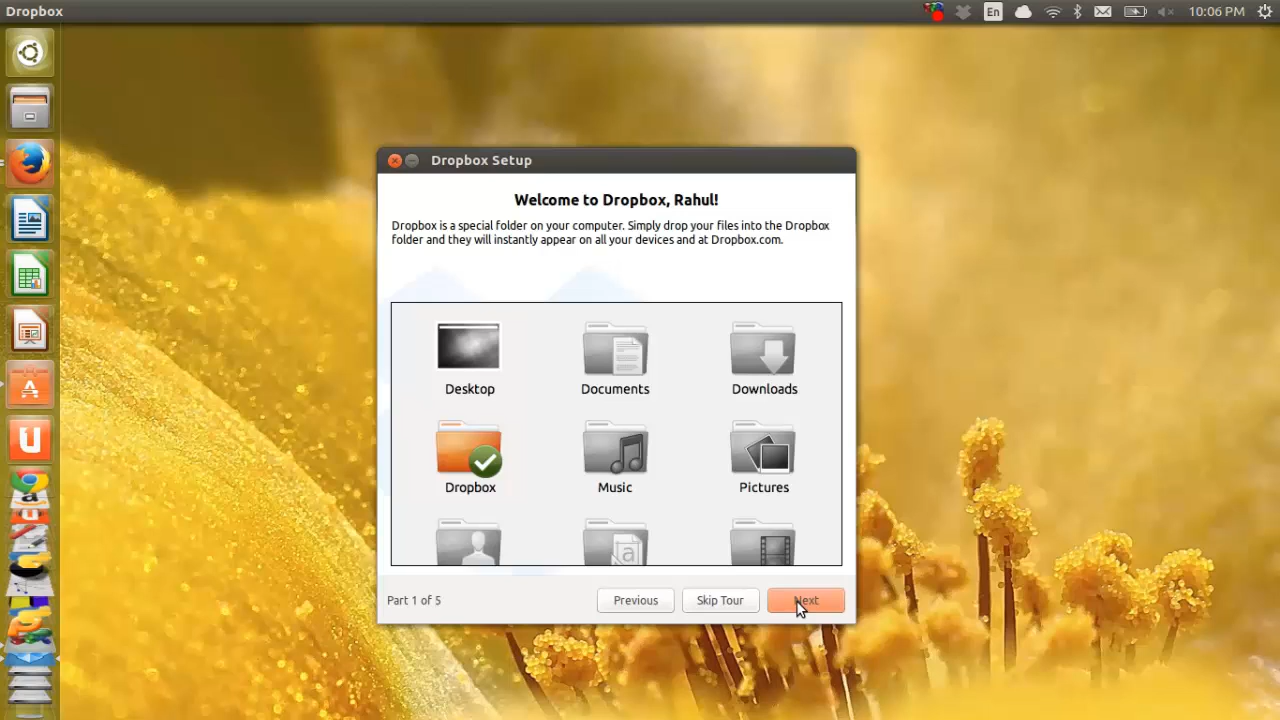 Dropbox
En
10:06 PM
Dropbox Setup
Welcome to Dropbox, Rahul!
Dropbox is a special folder on your computer. Simply drop your files into the Dropbox
folder and they will instantly appear on all your devices and at Dropbox.com.
Desktop
Documents
Downloads
Dropbox
Music
Pictures
a
Part 1 of 5
Previous
Skip Tour
Next